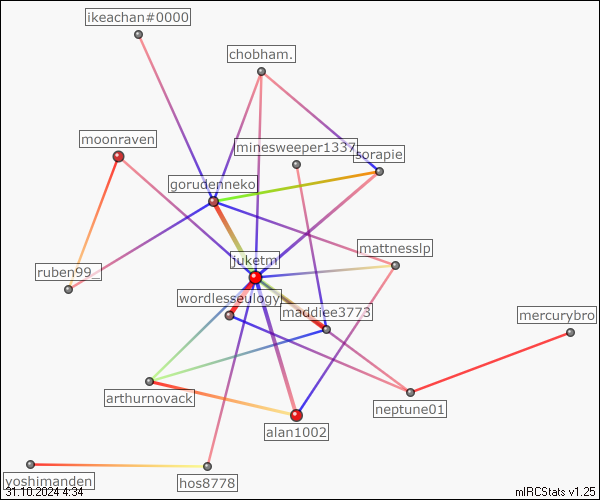 ikeachan#0000
chobham.
moonraven
minesweeper1337
sorapie
gorudenneko
mattnesslp
juketm
ruben99_
wordlesseulogy
maddiee3773
mercurybro
arthurnovack
neptune01
alan1002
yoshimanden
hos8778
31.10.2024 4:34
mIRCStats v1.25